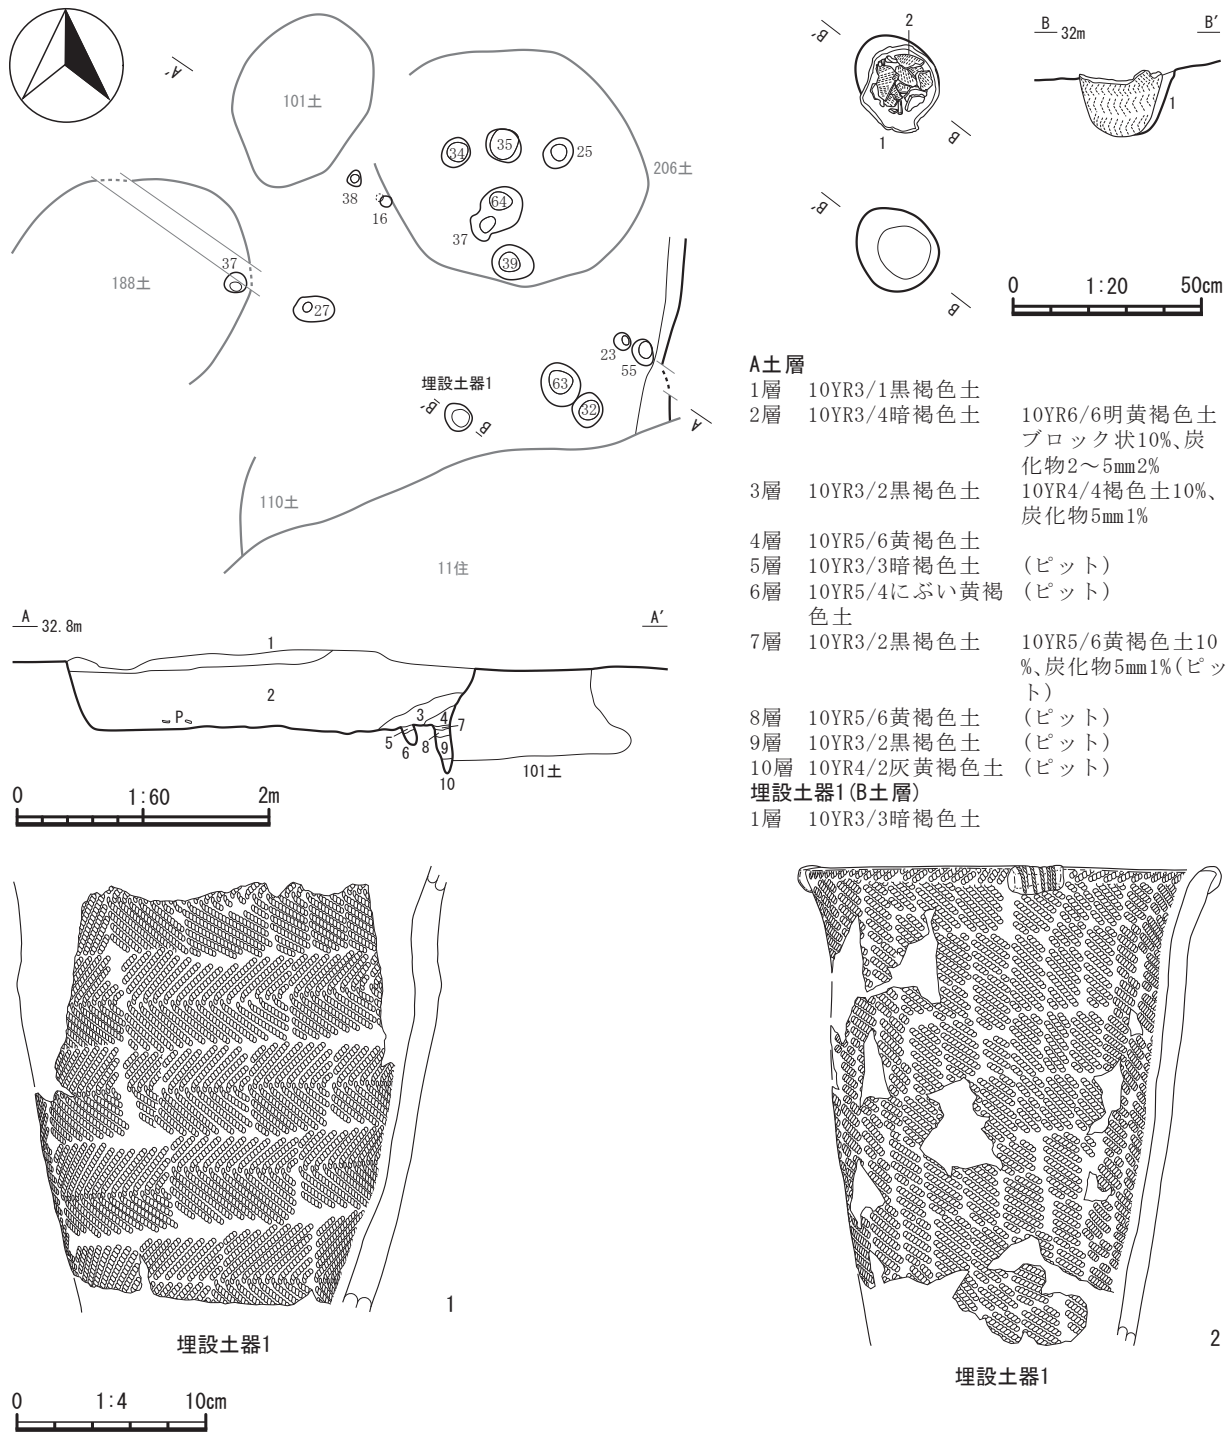 A′
101土
34
35
25
206土
38
16
64
37
39
37
188土
27
23
55
63
32
埋設土器1
B′
B
A
110土
11住
2
B′
B
1
B 32m B′
1
B′
B
0 1:20 50cm
A 32.8m A′
1
2
P
3
4
7
5
6
8
9
10
101土
0 1:60 2m
A土層
1層 10YR3/1黒褐色土
2層 10YR3/4暗褐色土 10YR6/6明黄褐色土
ブロック状10%、炭
化物2～5mm2%
3層 10YR3/2黒褐色土 10YR4/4褐色土10%、
炭化物5mm1%
4層 10YR5/6黄褐色土
5層 10YR3/3暗褐色土 (ピット)
6層 10YR5/4にぶい黄褐 (ピット)
色土
7層 10YR3/2黒褐色土 10YR5/6黄褐色土10
%、炭化物5mm1%(ピッ
ト)
8層 10YR5/6黄褐色土 (ピット)
9層 10YR3/2黒褐色土 (ピット)
10層 10YR4/2灰黄褐色土 (ピット)
埋設土器1(B土層)
1層 10YR3/3暗褐色土
1
埋設土器1
2
埋設土器1
0 1:4 10cm